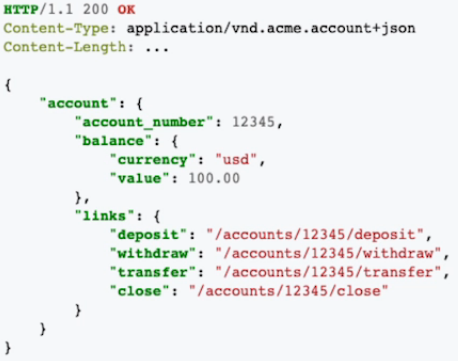 HTTP/1.1 200 OK
Content-Type: application/vnd.acme.account+json
Content-Length: ...

{
    "account": {
        "account_number": 12345,
        "balance": {
            "currency": "usd",
            "value": 100.00
        },
        "links": {
            "deposit": "/accounts/12345/deposit",
            "withdraw": "/accounts/12345/withdraw",
            "transfer": "/accounts/12345/transfer",
            "close": "/accounts/12345/close"
        }
    }
}